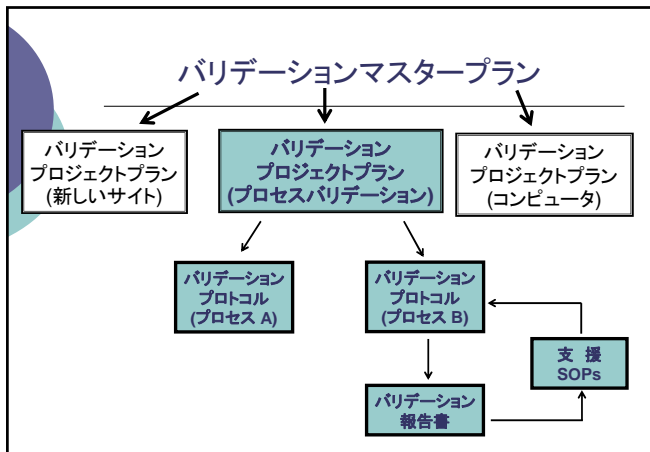 バリデーションマスタープラン
バリデーション
プロジェクトプラン
(新しいサイト)
バリデーション
プロジェクトプラン
(プロセスバリデーション)
バリデーション
プロジェクトプラン
(コンピュータ)
バリデーション
プロトコル
(プロセス A)
バリデーション
プロトコル
(プロセス B)
支 援
SOPs
バリデーション
報告書